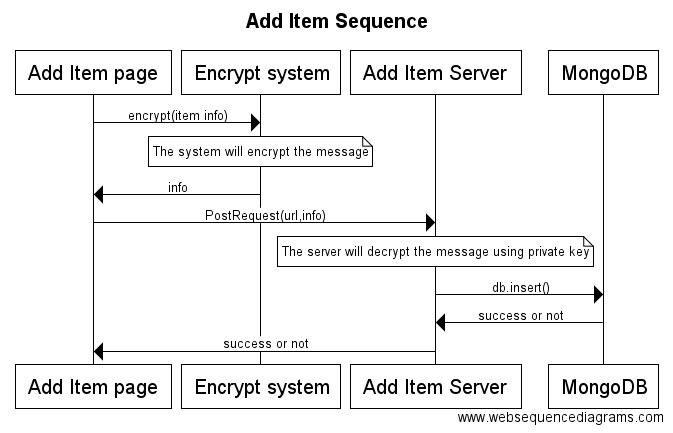 Add Item Sequence
Add Item page Encrypt system Add Item Server MongoDB
encrypt(item info)
The system will encrypt the message
info
PostRequest(url,info)
The server will decrypt the message using private key
db.insert()
success or not
success or not
Add Item page Encrypt system Add Item Server MongoDB
www.websequencediagrams.com